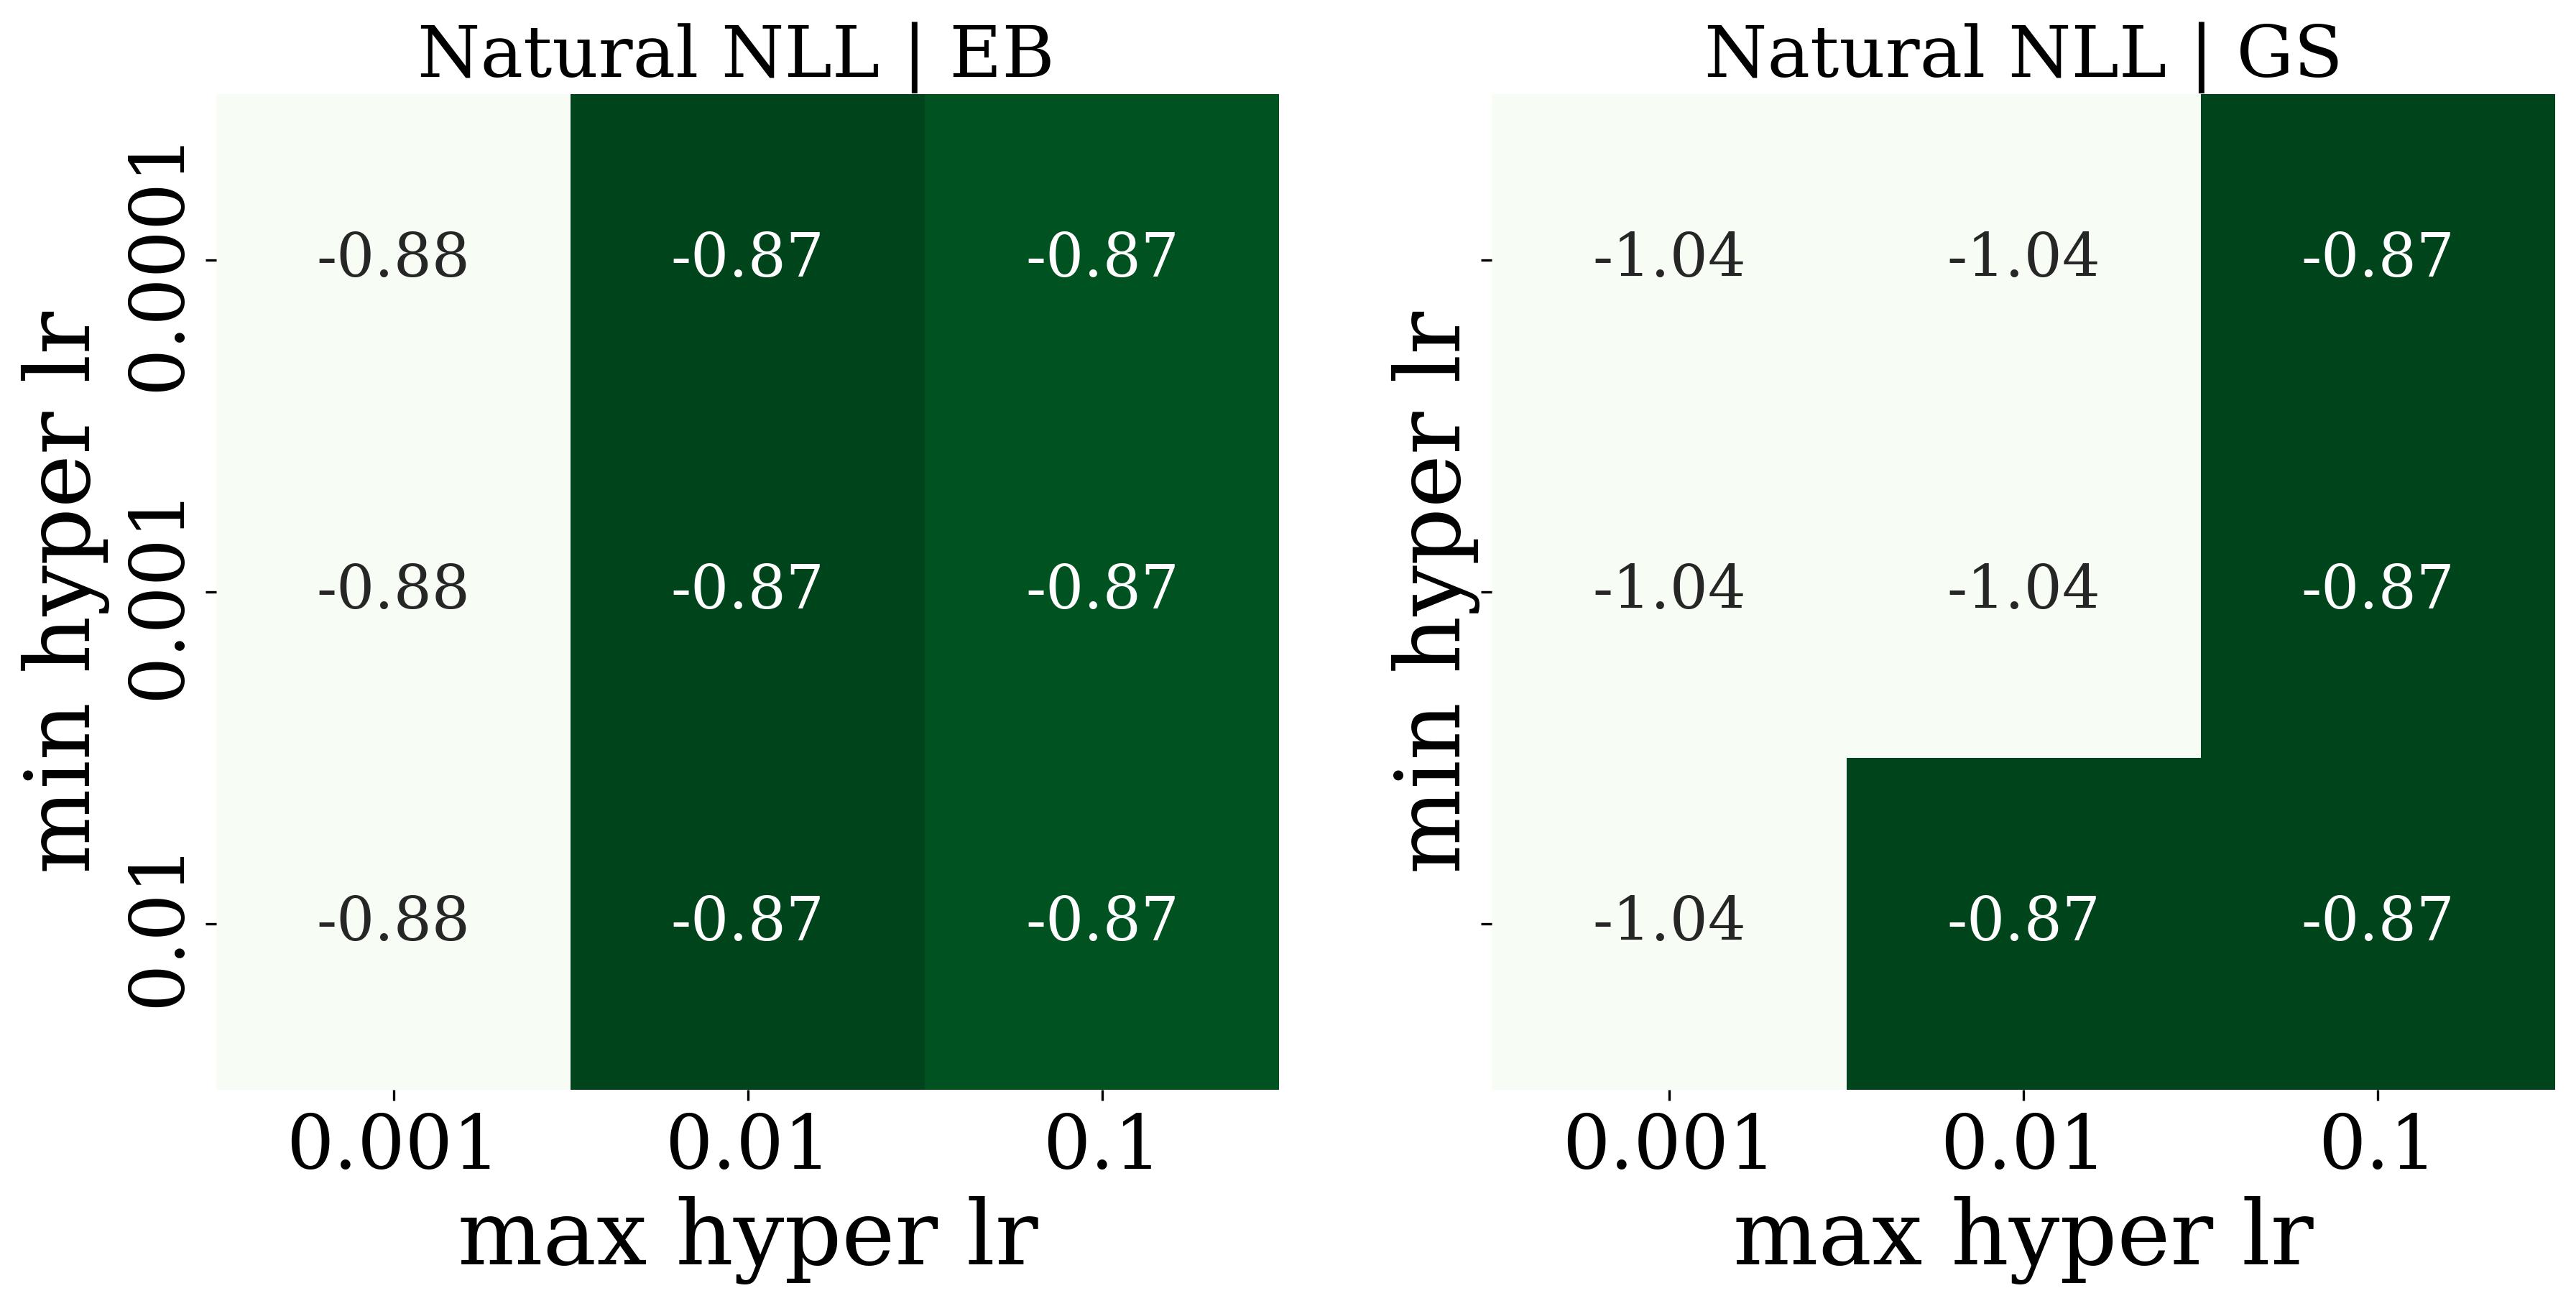 Natural NLL | EB
min hyper lr
0.0001
-0.88 -0.87 -0.87
0.001
-0.88 -0.87 -0.87
0.01
-0.88 -0.87 -0.87
0.001 0.01 0.1
max hyper lr
Natural NLL | GS
min hyper lr
-1.04 -1.04 -0.87
-1.04 -1.04 -0.87
-1.04 -0.87 -0.87
0.001 0.01 0.1
max hyper lr